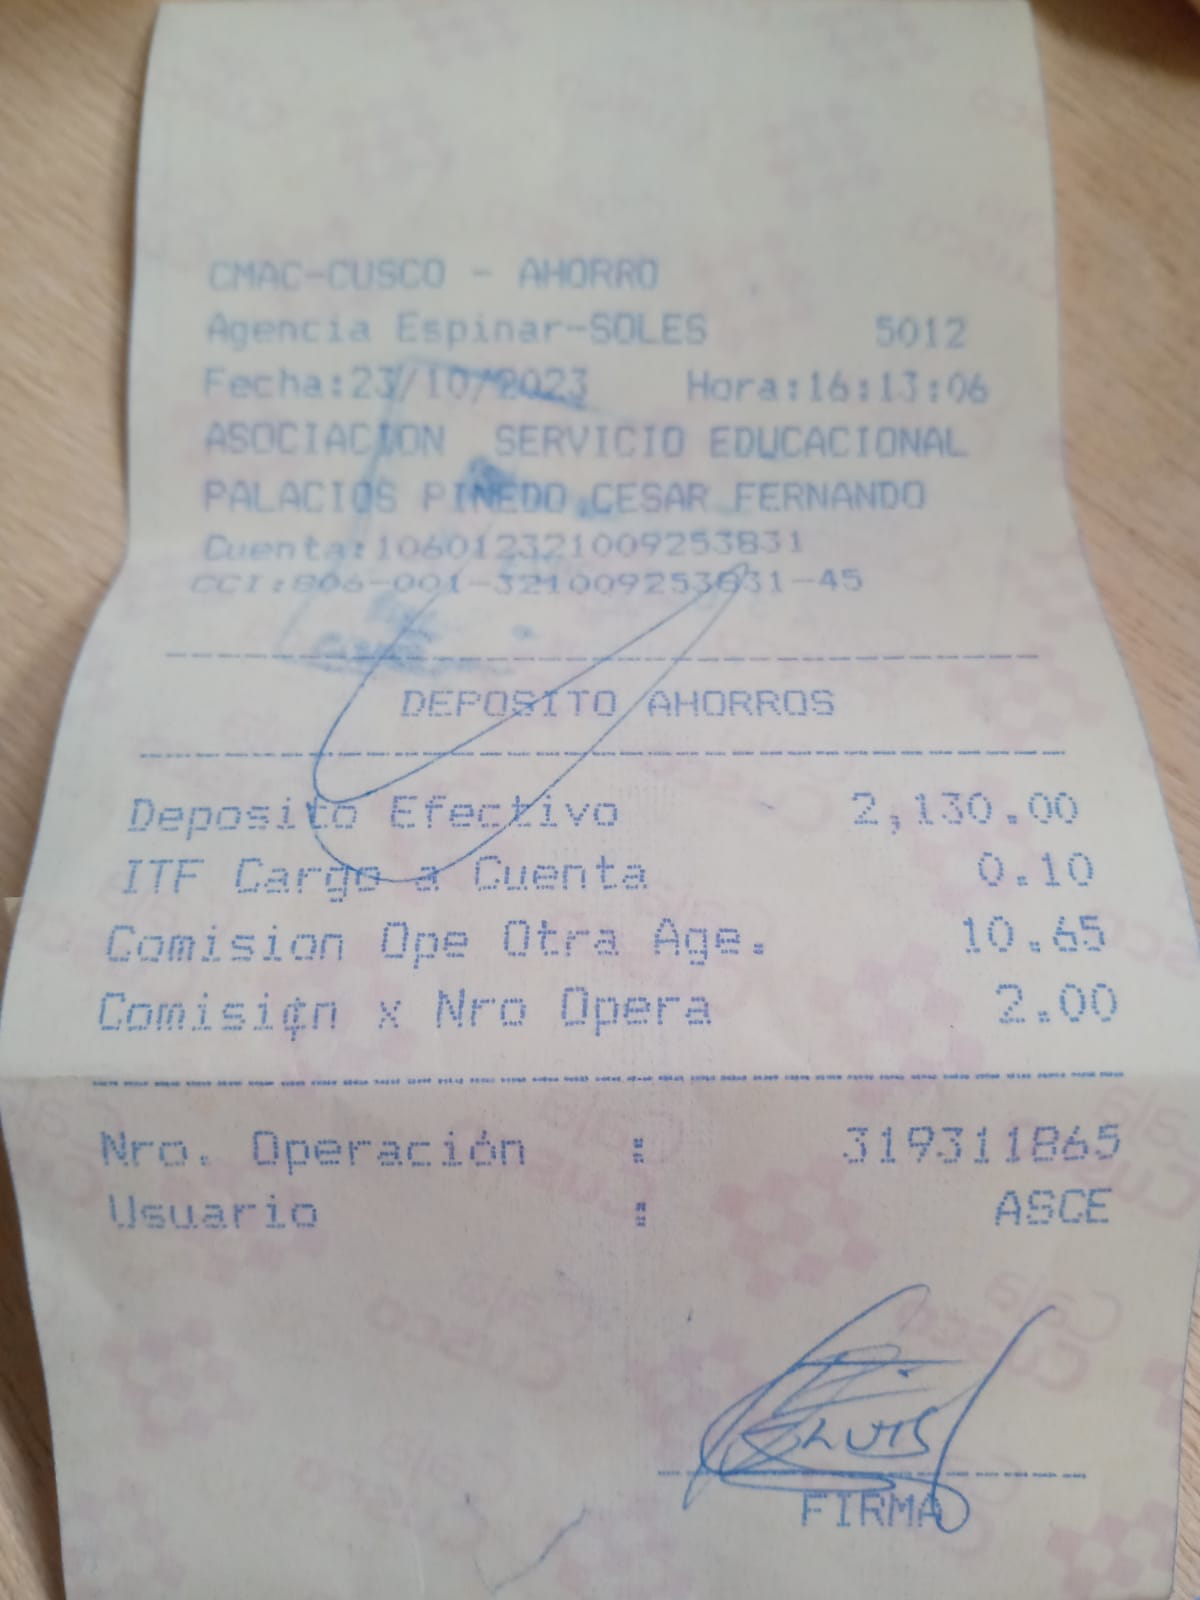 CMAC-CUSCO - AHORRO
Agencia Espinar-SOLES 5012
Fecha:23/10/2023 Hora:16:13:06
ASOCIACION SERVICIO EDUCACIONAL
PALACIOS PINEDO,CESAR FERNANDO
Cuenta:106012321009253831
CCI:806-001-321009253831-45
DEPOSITO AHORROS
Deposito Efectivo 2,130.00
ITF Cargo a Cuenta 0.10
Comision Ope Otra Age. 10.65
Comisión x Nro Opera 2.00
Nro. Operación : 319311865
Usuario : ASCE
FIRMA